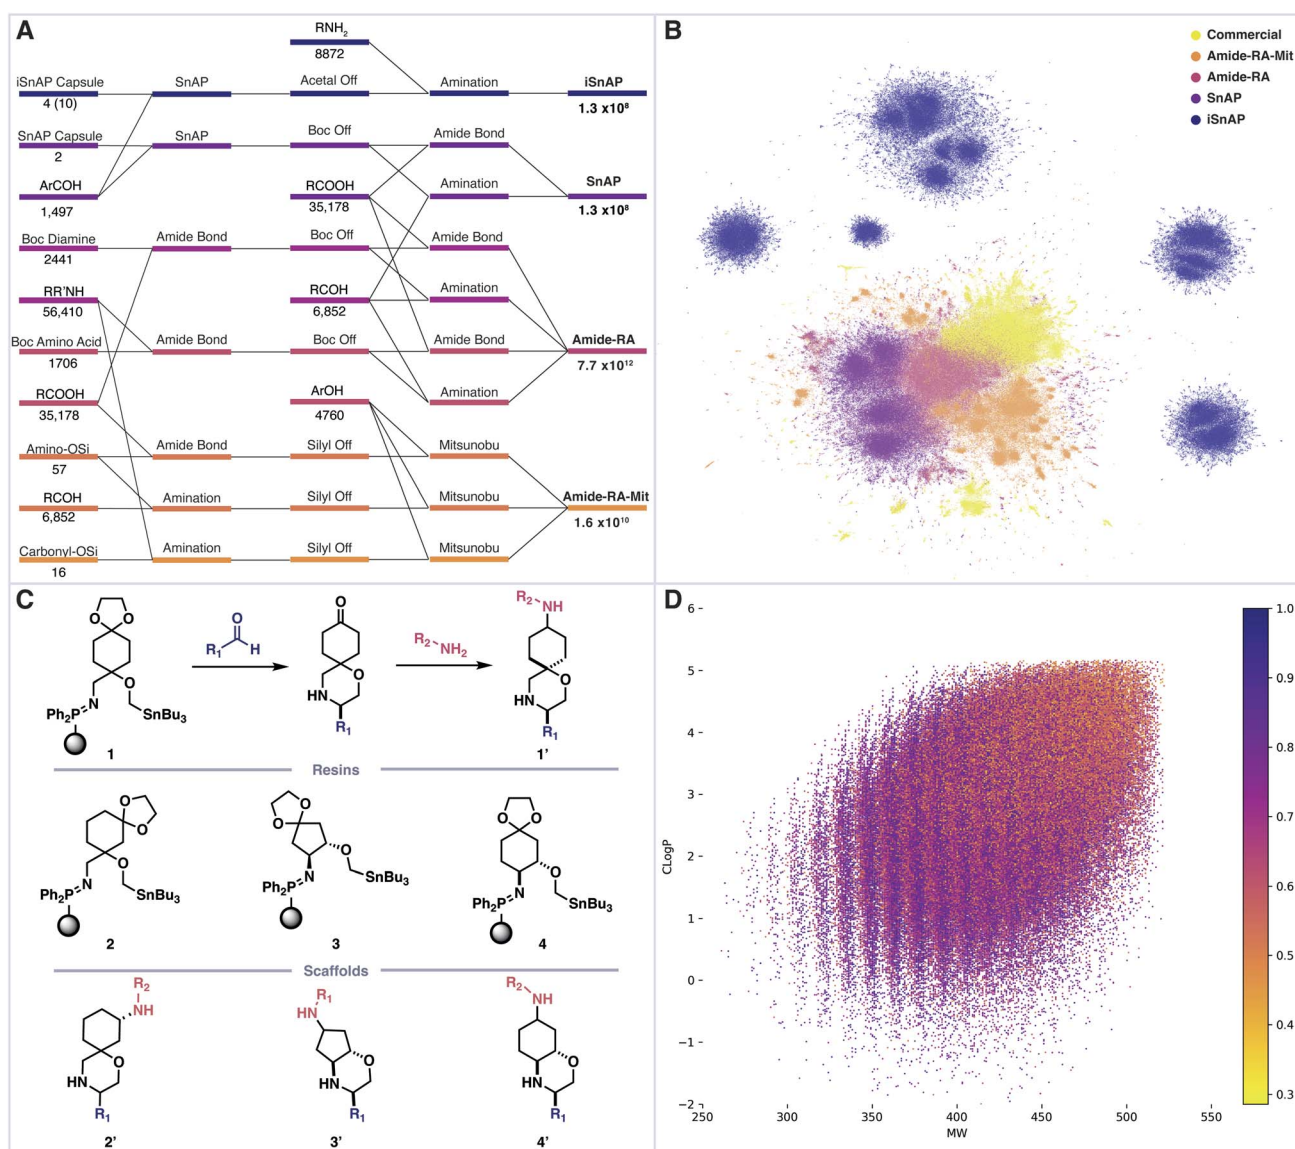 A
RNH2
8872
iSnAP Capsule
SnAP
Acetal Off
Amination
iSnAP
4 (10)
1.3 x10⁸
SnAP Capsule
SnAP
Boc Off
Amide Bond
2
ArCOH
RCOOH
Amination
SnAP
1,497
35,178
1.3 x10⁸
Boc Diamine
Amide Bond
Boc Off
Amide Bond
2441
RR'NH
RCOH
Amination
56,410
6,852
Boc Amino Acid
Amide Bond
Boc Off
Amide Bond
Amide-RA
1706
7.7 x10¹²
RCOOH
ArOH
Amination
35,178
4760
Amino-OSi
Amide Bond
Silyl Off
Mitsunobu
57
RCOH
Amination
Silyl Off
Mitsunobu
Amide-RA-Mit
6,852
1.6 x10¹⁰
Carbonyl-OSi
Amination
Silyl Off
Mitsunobu
16
B
Commercial
Amide-RA-Mit
Amide-RA
SnAP
iSnAP
C
O O
O
N
Ph2P
SnBu3
1
O
R1 H
O
O
HN
R1
R2
NH2
R2
NH
O
HN
R1
1'
Resins
O
O
O
N
Ph2P
SnBu3
2
O
O
O
N
Ph2P
SnBu3
3
O O
O
N
Ph2P
SnBu3
4
Scaffolds
R2
NH
O
HN
R1
2'
R1
HN
O
HN
R1
3'
R2
NH
O
HN
R1
4'
D
6
5
4
3
2
1
0
−1
−2
CLogP
250
300
350
400
450
500
550
MW
1.0
0.9
0.8
0.7
0.6
0.5
0.4
0.3